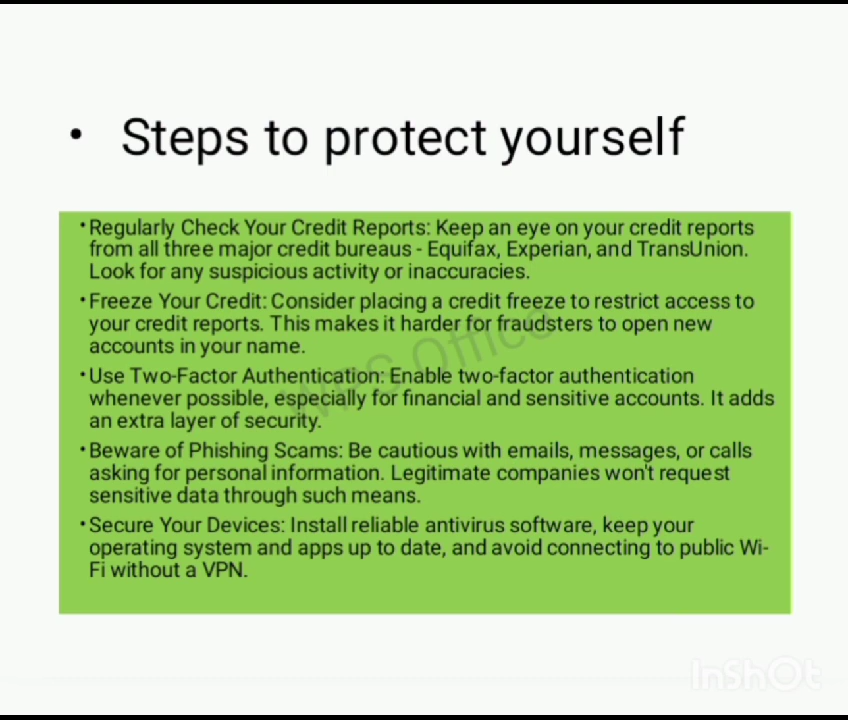 • Steps to protect yourself
• Regularly Check Your Credit Reports: Keep an eye on your credit reports
from all three major credit bureaus - Equifax, Experian, and TransUnion.
Look for any suspicious activity or inaccuracies.
• Freeze Your Credit: Consider placing a credit freeze to restrict access to
your credit reports. This makes it harder for fraudsters to open new
accounts in your name.
• Use Two-Factor Authentication: Enable two-factor authentication
whenever possible, especially for financial and sensitive accounts. It adds
an extra layer of security.
• Beware of Phishing Scams: Be cautious with emails, messages, or calls
asking for personal information. Legitimate companies won't request
sensitive data through such means.
• Secure Your Devices: Install reliable antivirus software, keep your
operating system and apps up to date, and avoid connecting to public Wi-
Fi without a VPN.
WPS Office
InShOt